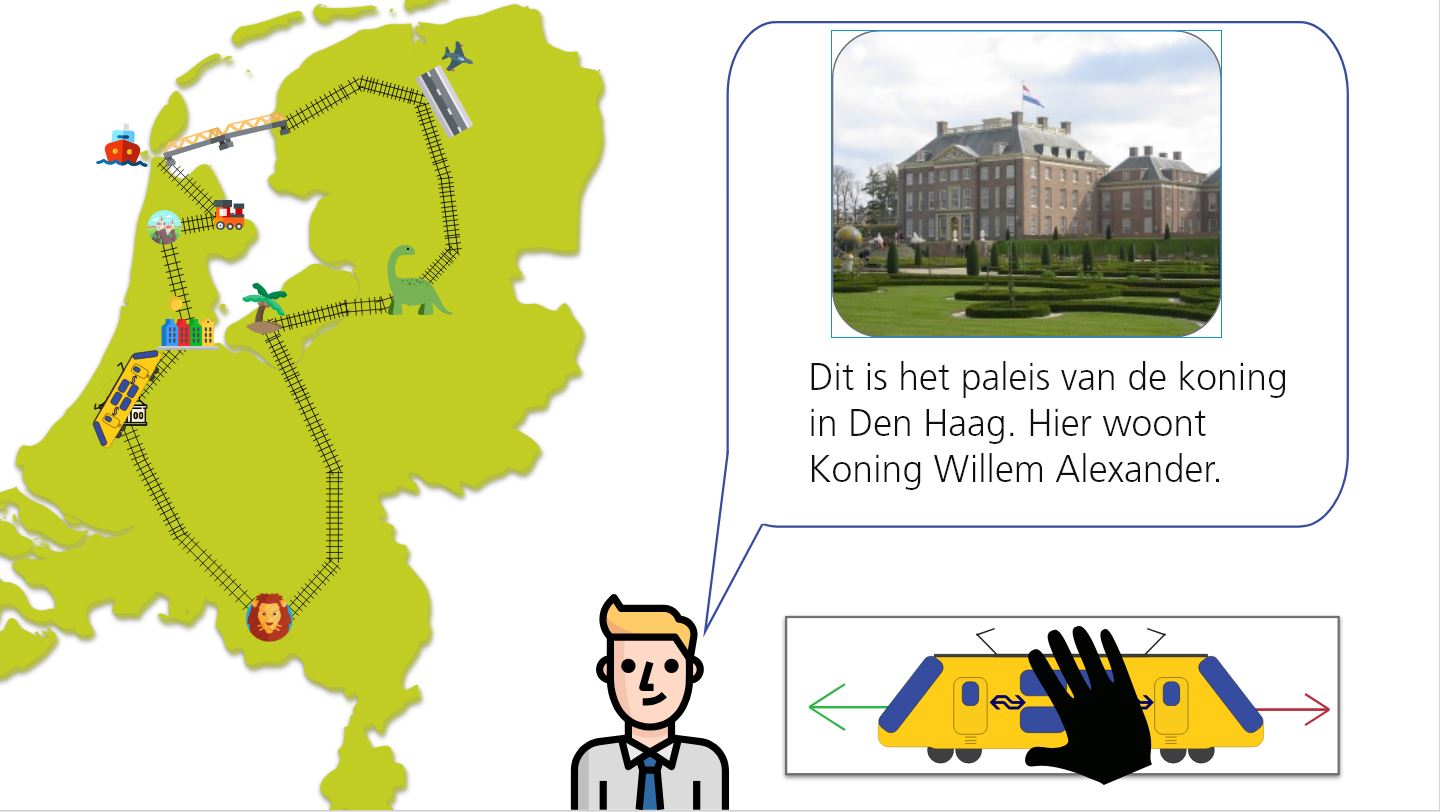 Dit is het paleis van de koning
in Den Haag. Hier woont
Koning Willem Alexander.